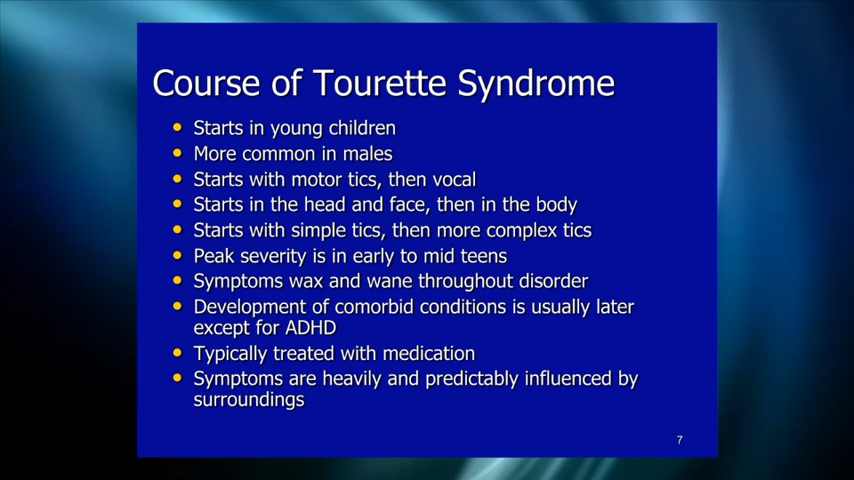 Course of Tourette Syndrome
Starts in young children
More common in males
Starts with motor tics, then vocal
Starts in the head and face, then in the body
Starts with simple tics, then more complex tics
Peak severity is in early to mid teens
Symptoms wax and wane throughout disorder
Development of comorbid conditions is usually later
except for ADHD
Typically treated with medication
Symptoms are heavily and predictably influenced by
surroundings
7